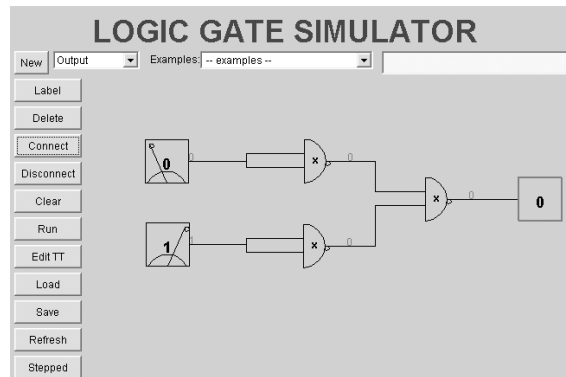 LOGIC GATE SIMULATOR
New Output Examples: -- examples --
Label
Delete
Connect
Disconnect
Clear
Run
Edit TT
Load
Save
Refresh
Stepped
0 0 x 0
x 0 0
1 1 x 0